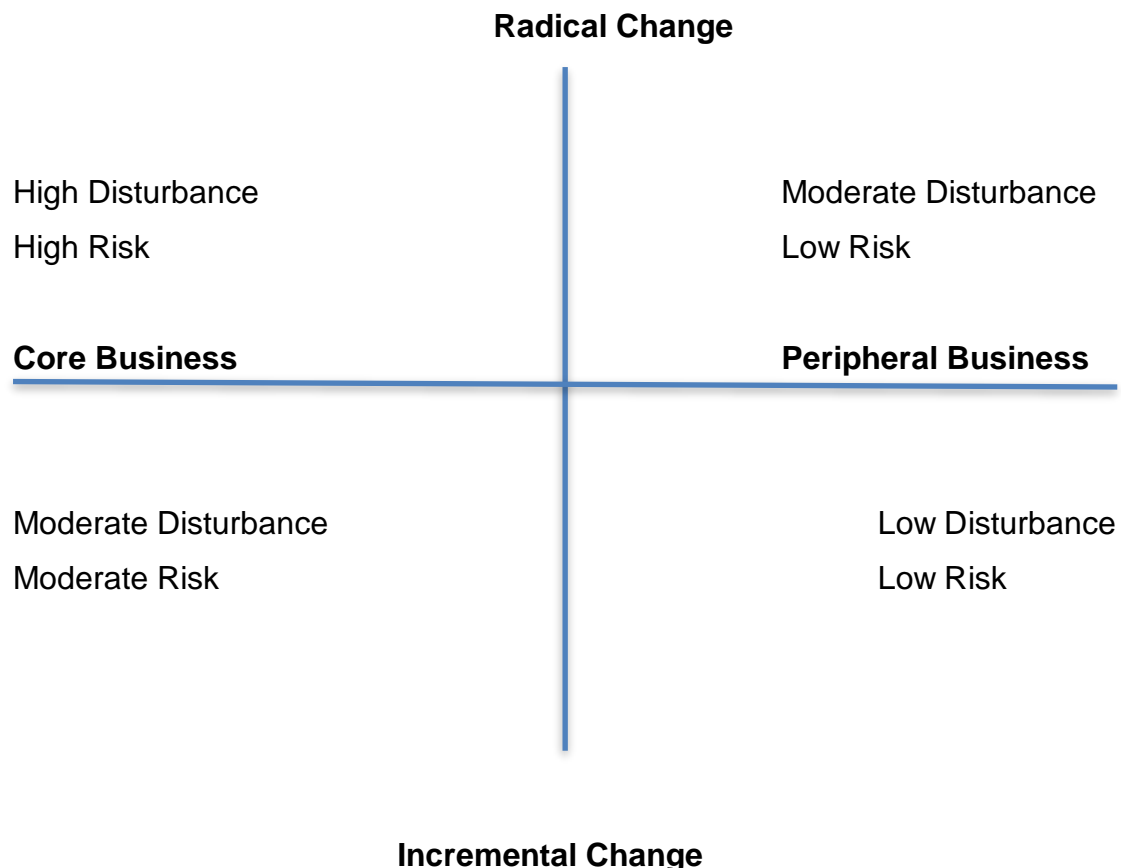 Radical Change
High Disturbance
High Risk
Moderate Disturbance
Low Risk
Core Business
Peripheral Business
Moderate Disturbance
Moderate Risk
Low Disturbance
Low Risk
Incremental Change